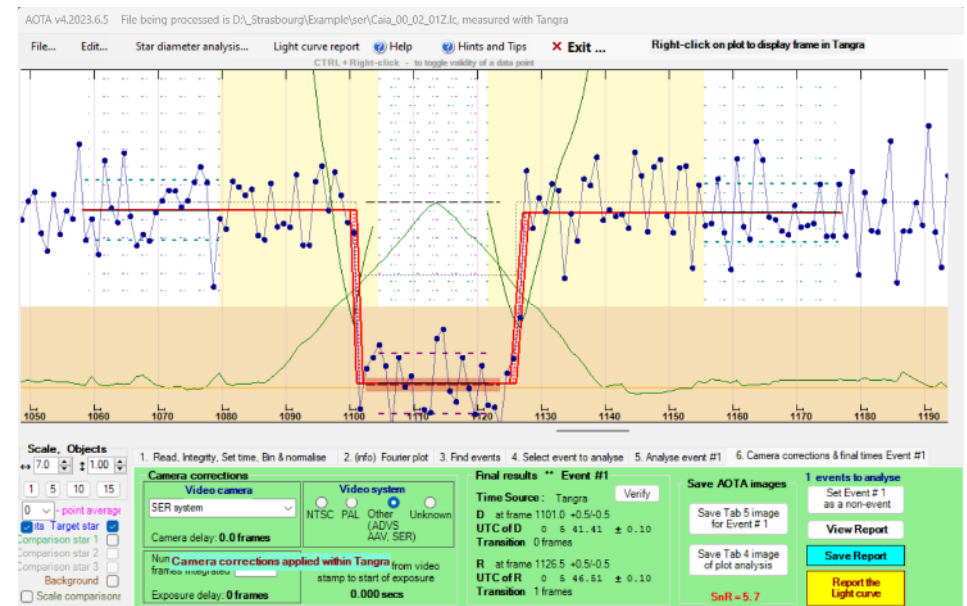 AOTA v4.2023.6.5 File being processed is D:\_Strasbourg\Example\ser\Caia_00_02_01Z.lc, measured with Tangra
File... Edit... Star diameter analysis... Light curve report Help Hints and Tips Exit ... Right-click on plot to display frame in Tangra
CTRL + Right-click - to toggle validity of a data point
1050 1060 1070 1080 1090 1100 1110 1120 1130 1140 1150 1160 1170 1180 1190
Scale, Objects
7.0 1.00
1 5 10 15
0 - point average
Target star
Comparison star 1
Comparison star 2
Comparison star 3
Background
Scale comparisons
1. Read, Integrity, Set time, Bin & normalise 2. (info) Fourier plot 3. Find events 4. Select event to analyse 5. Analyse event #1 6. Camera corrections & final times Event #1
Camera corrections
Video camera
SER system
Camera delay: 0.0 frames
Video system
NTSC PAL Other Unknown
(ADVS
AAV, SER)
Camera corrections applied within Tangra
from video
frames integrated
stamp to start of exposure
Exposure delay: 0 frames
0.000 secs
Final results ** Event #1
Time Source : Tangra Verify
D at frame 1101.0 +0.5/-0.5
UTC of D 0 5 41.41 ± 0.10
Transition 0 frames
R at frame 1126.5 +0.5/-0.5
UTC of R 0 5 46.51 ± 0.10
Transition 1 frames
Save AOTA images
Save Tab 5 image
for Event # 1
Save Tab 4 image
of plot analysis
SnR = 5.7
1 events to analyse
Set Event # 1
as a non-event
View Report
Save Report
Report the
Light curve